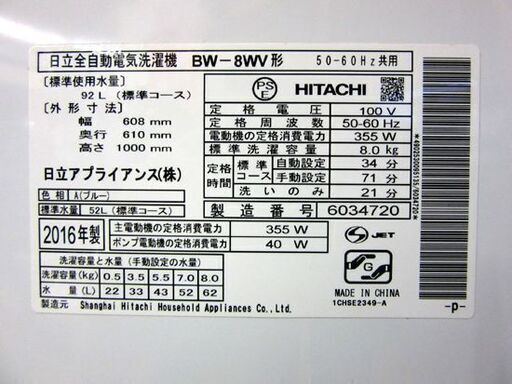 日立全自動電気洗濯機 BW－8WV形 50-60Hz共用
〔標準使用水量〕
92L（標準コース）
〔外形寸法〕
幅 608 mm
奥行 610 mm
高さ 1000 mm
日立アプライアンス(株)
色相 A(ブルー)
標準水量 52L（標準コース）
PS
E
HITACHI
定格電圧 100 V
定格周波数 50-60 Hz
電動機の定格消費電力 355 W
標準洗濯容量 8.0 kg
定格時間 標準コース 自動設定 34 分
手動設定 71 分
洗いのみ 21 分
製造番号 6034720
2016年製
主電動機の定格消費電力 355 W
ポンプ電動機の定格消費電力 40 W
S JET
洗濯容量と水量（手動設定の水量）
洗濯容量(kg) 0.5 3.5 5.5 7.0 8.0
水量(L) 22 33 43 52 62
製造元 Shanghai Hitachi Household Appliances Co.,Ltd.
MADE IN CHINA
1CHSE2349-A
-p-